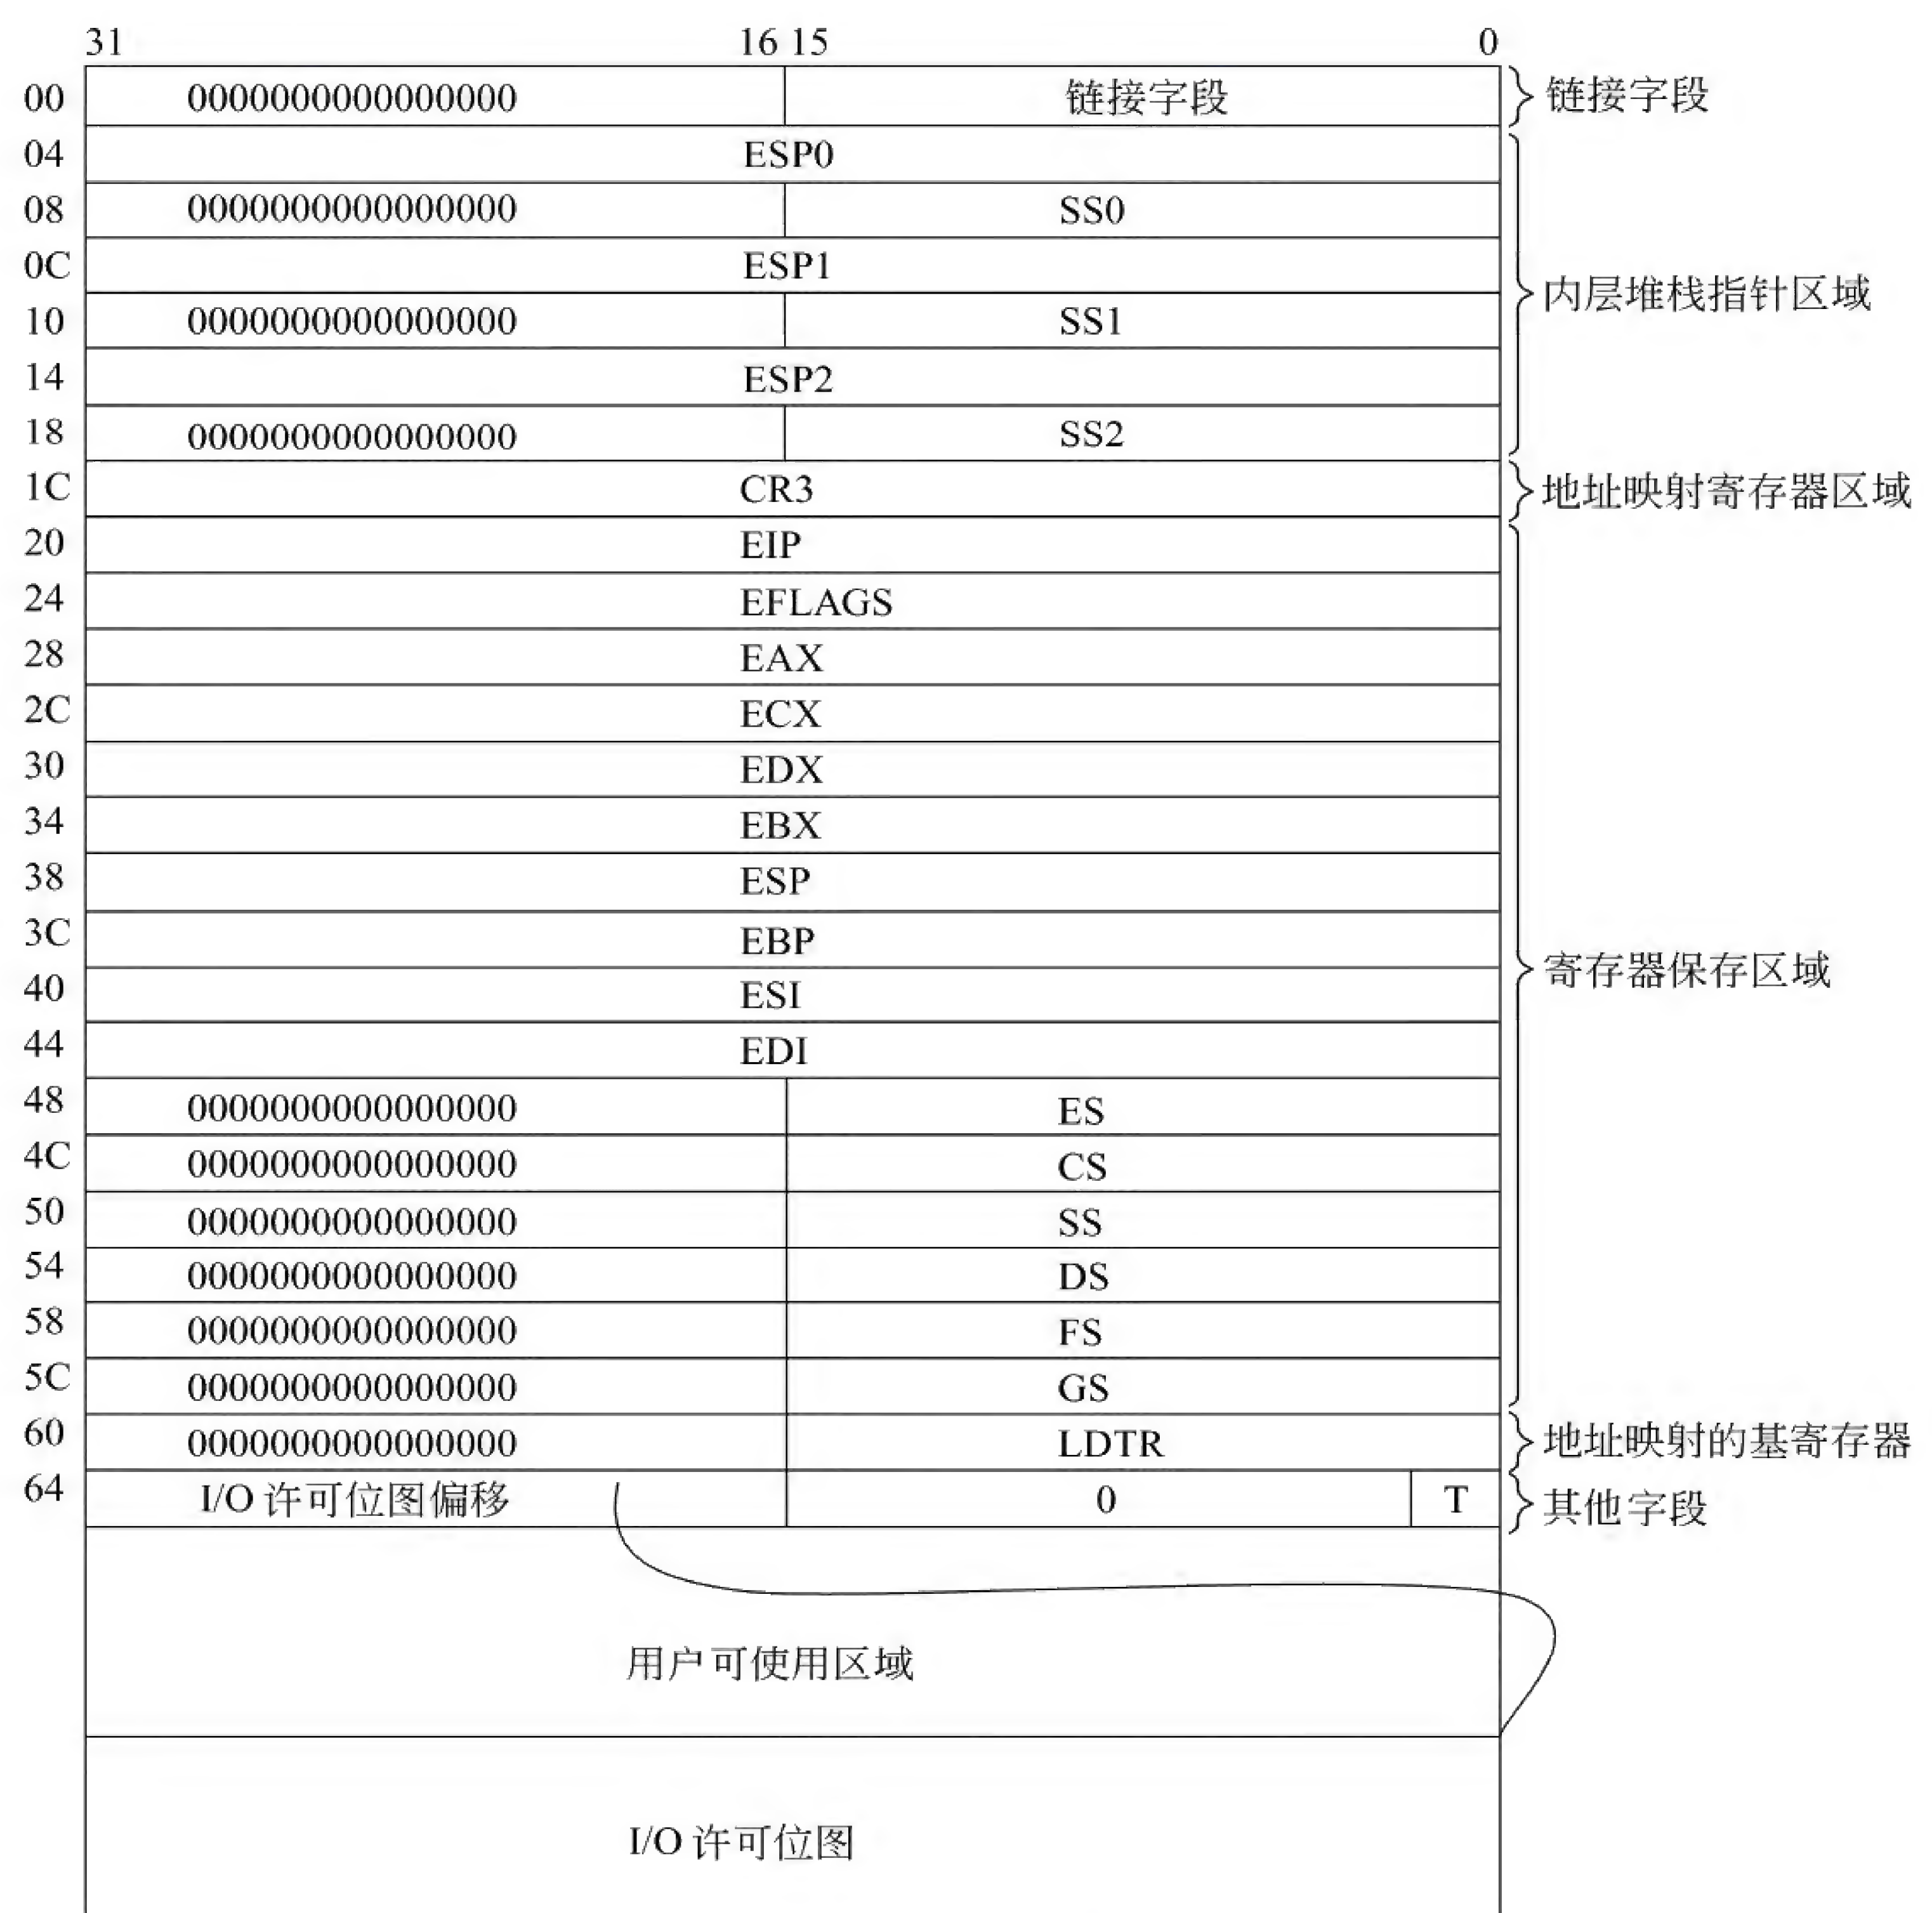 31 16 15 0
00 0000000000000000 链接字段 链接字段
04 ESP0
08 0000000000000000 SS0
0C ESP1
内层堆栈指针区域
10 0000000000000000 SS1
14 ESP2
18 0000000000000000 SS2
1C CR3 地址映射寄存器区域
20 EIP
24 EFLAGS
28 EAX
2C ECX
30 EDX
34 EBX
38 ESP
3C EBP
寄存器保存区域
40 ESI
44 EDI
48 0000000000000000 ES
4C 0000000000000000 CS
50 0000000000000000 SS
54 0000000000000000 DS
58 0000000000000000 FS
5C 0000000000000000 GS
60 0000000000000000 LDTR 地址映射的基寄存器
64 I/O 许可位图偏移 0 T 其他字段
用户可使用区域
I/O 许可位图